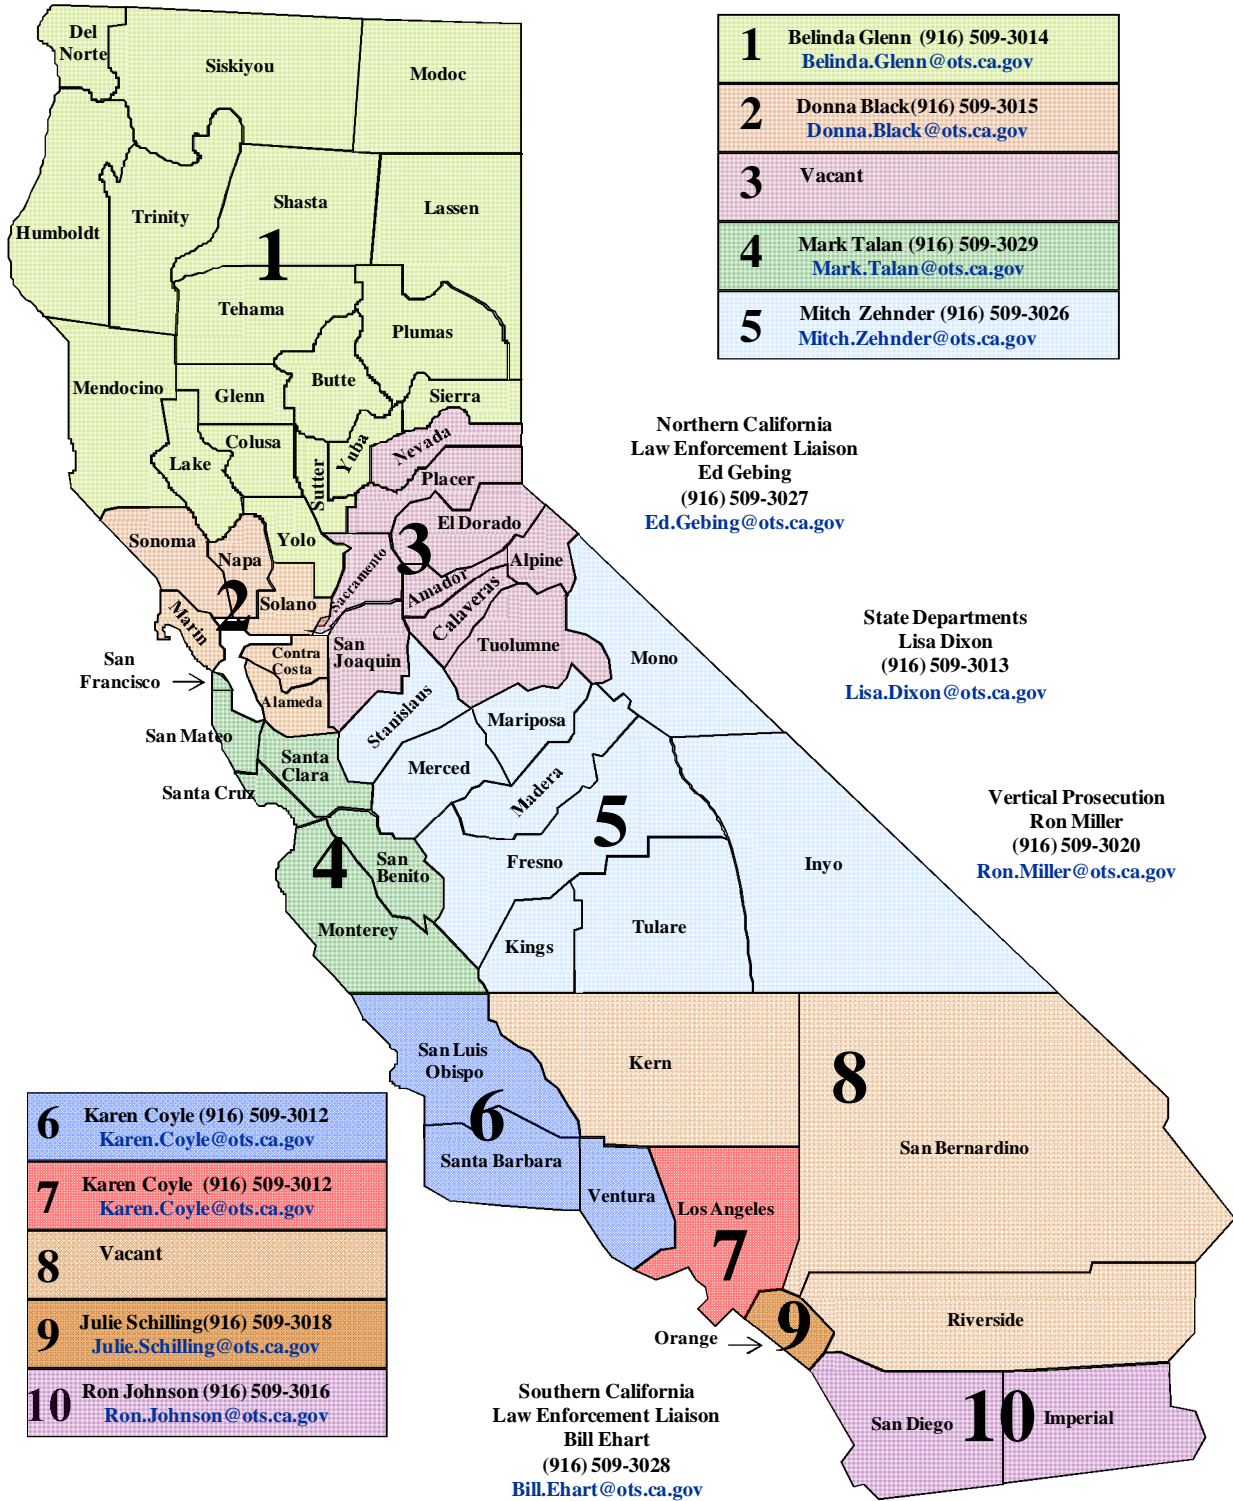 Del
Norte
Siskiyou
Modoc
Humboldt
Trinity
Shasta
Lassen
1
Tehama
Plumas
Mendocino
Glenn
Butte
Sierra
Lake
Colusa
Sutter
Yuba
Nevada
Placer
Yolo
El Dorado
3
Sonoma
Napa
2
Solano
Marin
Sacramento
Amador
Alpine
Calaveras
Tuolumne
San
Joaquin
Contra
Costa
Alameda
San
Francisco
Mono
Stanislaus
Mariposa
San Mateo
Santa
Clara
Merced
Madera
Santa Cruz
5
4
San
Benito
Fresno
Inyo
Monterey
Kings
Tulare
San Luis
Obispo
Kern
8
6
Santa Barbara
San Bernardino
Ventura
Los Angeles
7
Orange
9
Riverside
San Diego
10
Imperial
1
Belinda Glenn (916) 509-3014
Belinda.Glenn@ots.ca.gov
2
Donna Black(916) 509-3015
Donna.Black@ots.ca.gov
3
Vacant
4
Mark Talan (916) 509-3029
Mark.Talan@ots.ca.gov
5
Mitch Zehnder (916) 509-3026
Mitch.Zehnder@ots.ca.gov
Northern California
Law Enforcement Liaison
Ed Gebing
(916) 509-3027
Ed.Gebing@ots.ca.gov
State Departments
Lisa Dixon
(916) 509-3013
Lisa.Dixon@ots.ca.gov
Vertical Prosecution
Ron Miller
(916) 509-3020
Ron.Miller@ots.ca.gov
6
Karen Coyle (916) 509-3012
Karen.Coyle@ots.ca.gov
7
Karen Coyle (916) 509-3012
Karen.Coyle@ots.ca.gov
8
Vacant
9
Julie Schilling(916) 509-3018
Julie.Schilling@ots.ca.gov
10
Ron Johnson (916) 509-3016
Ron.Johnson@ots.ca.gov
Southern California
Law Enforcement Liaison
Bill Ehart
(916) 509-3028
Bill.Ehart@ots.ca.gov